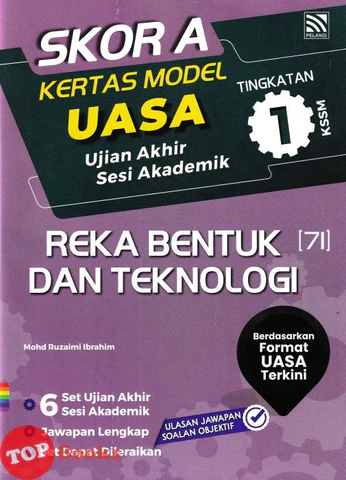 PELANGI
SKOR A
KERTAS MODEL
UASA
Ujian Akhir
Sesi Akademik
TINGKATAN
1
KSSM
REKA BENTUK [71]
DAN TEKNOLOGI
Mohd Ruzaimi Ibrahim
Berdasarkan
Format
UASA
Terkini
6 Set Ujian Akhir
Sesi Akademik
Jawapan Lengkap
Set Dapat Dileraikan
ULASAN JAWAPAN
SOALAN OBJEKTIF
TOP